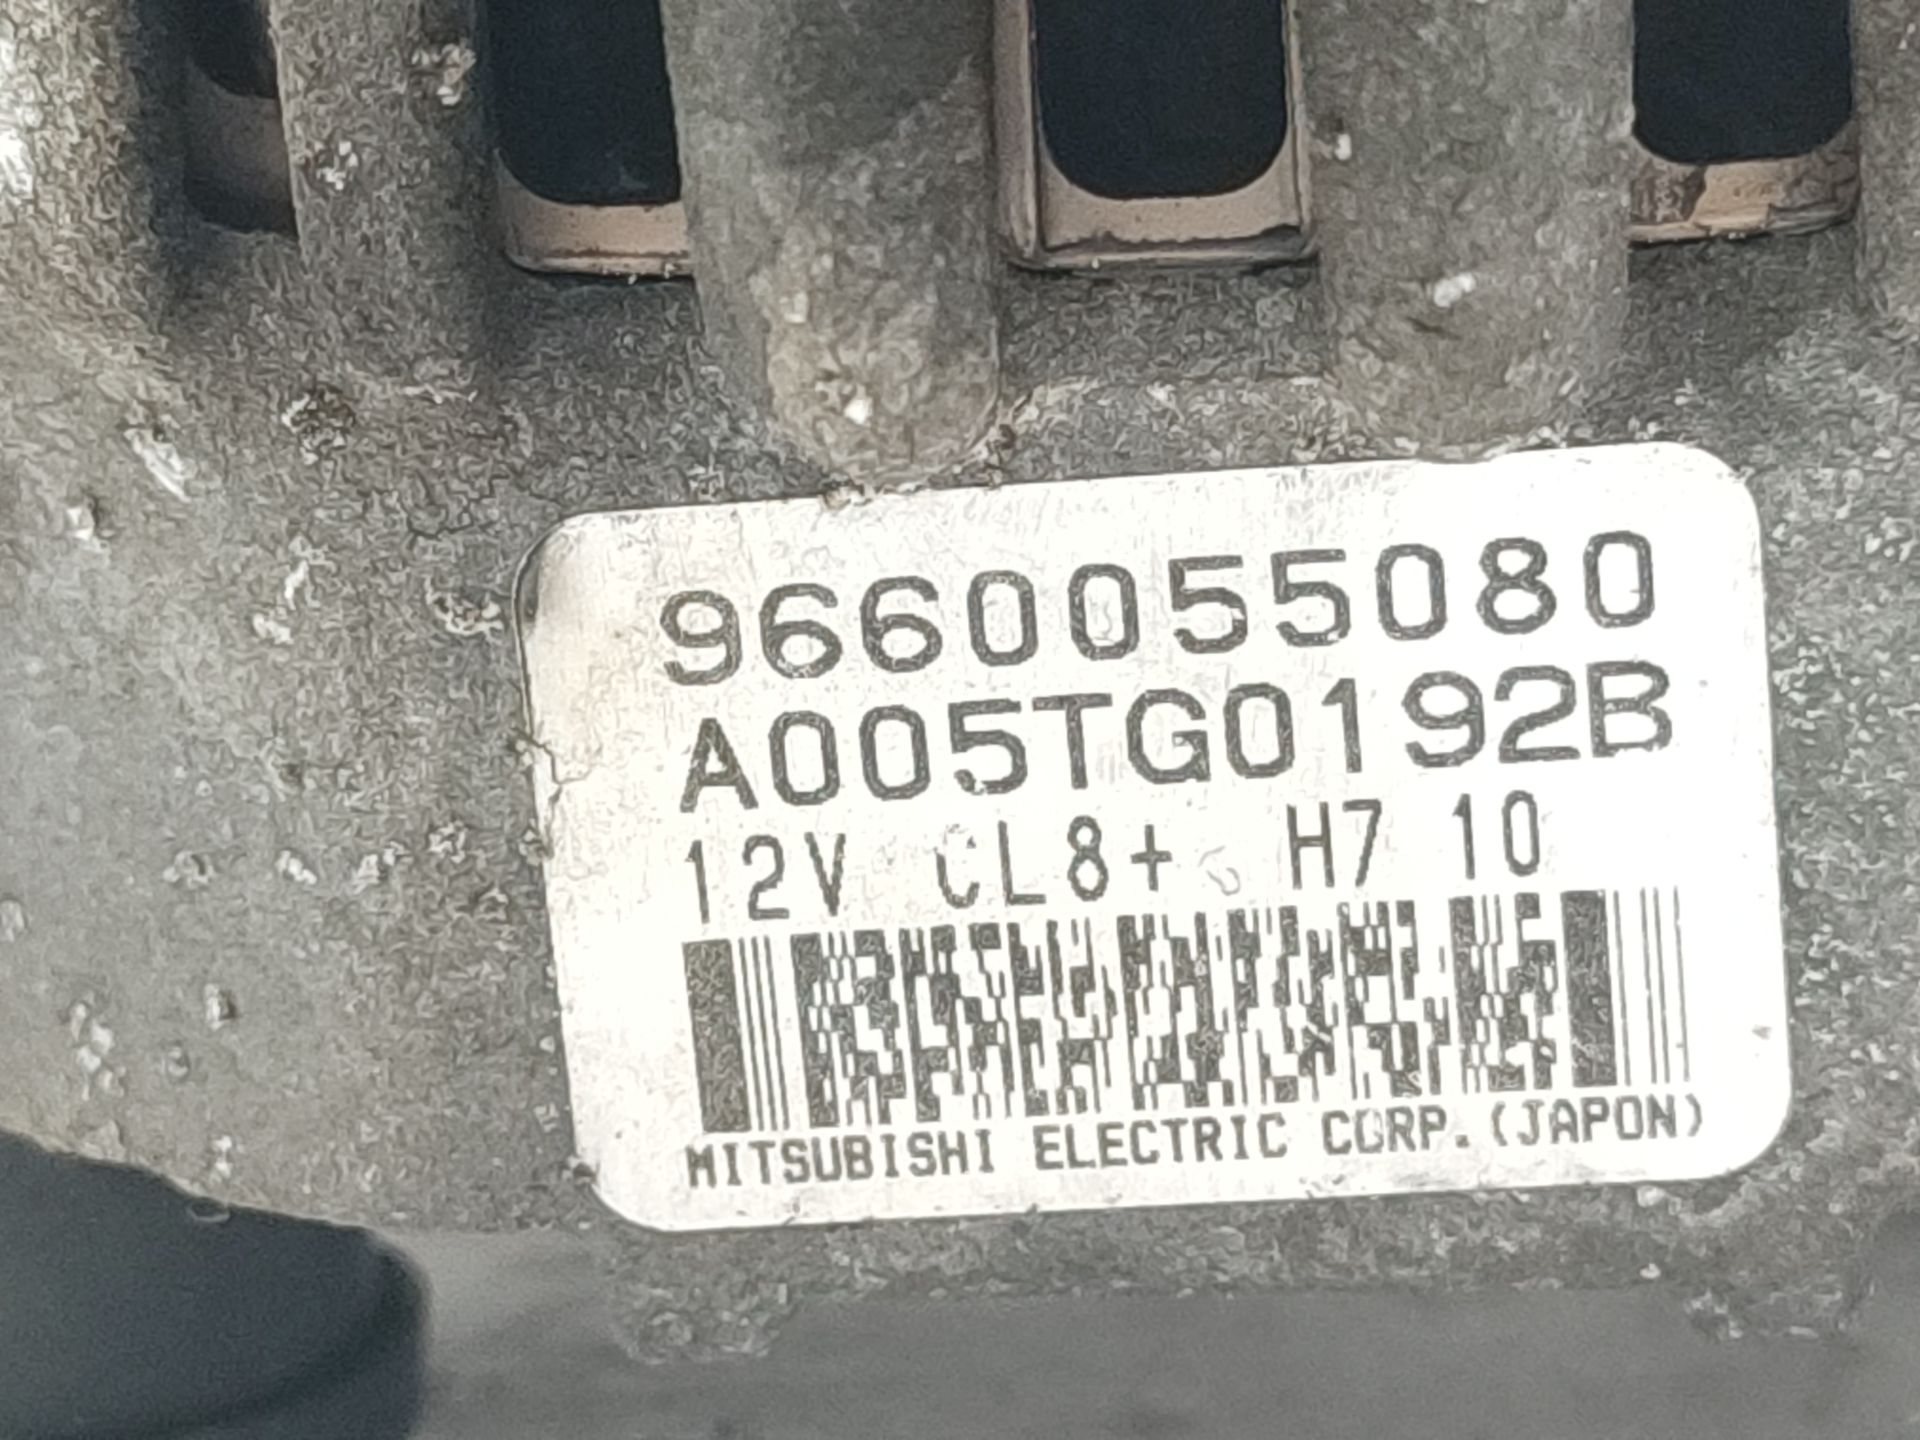 9660055080
A005TG0192B
12V CL8+ H7 10
MITSUBISHI ELECTRIC CORP.(JAPON)